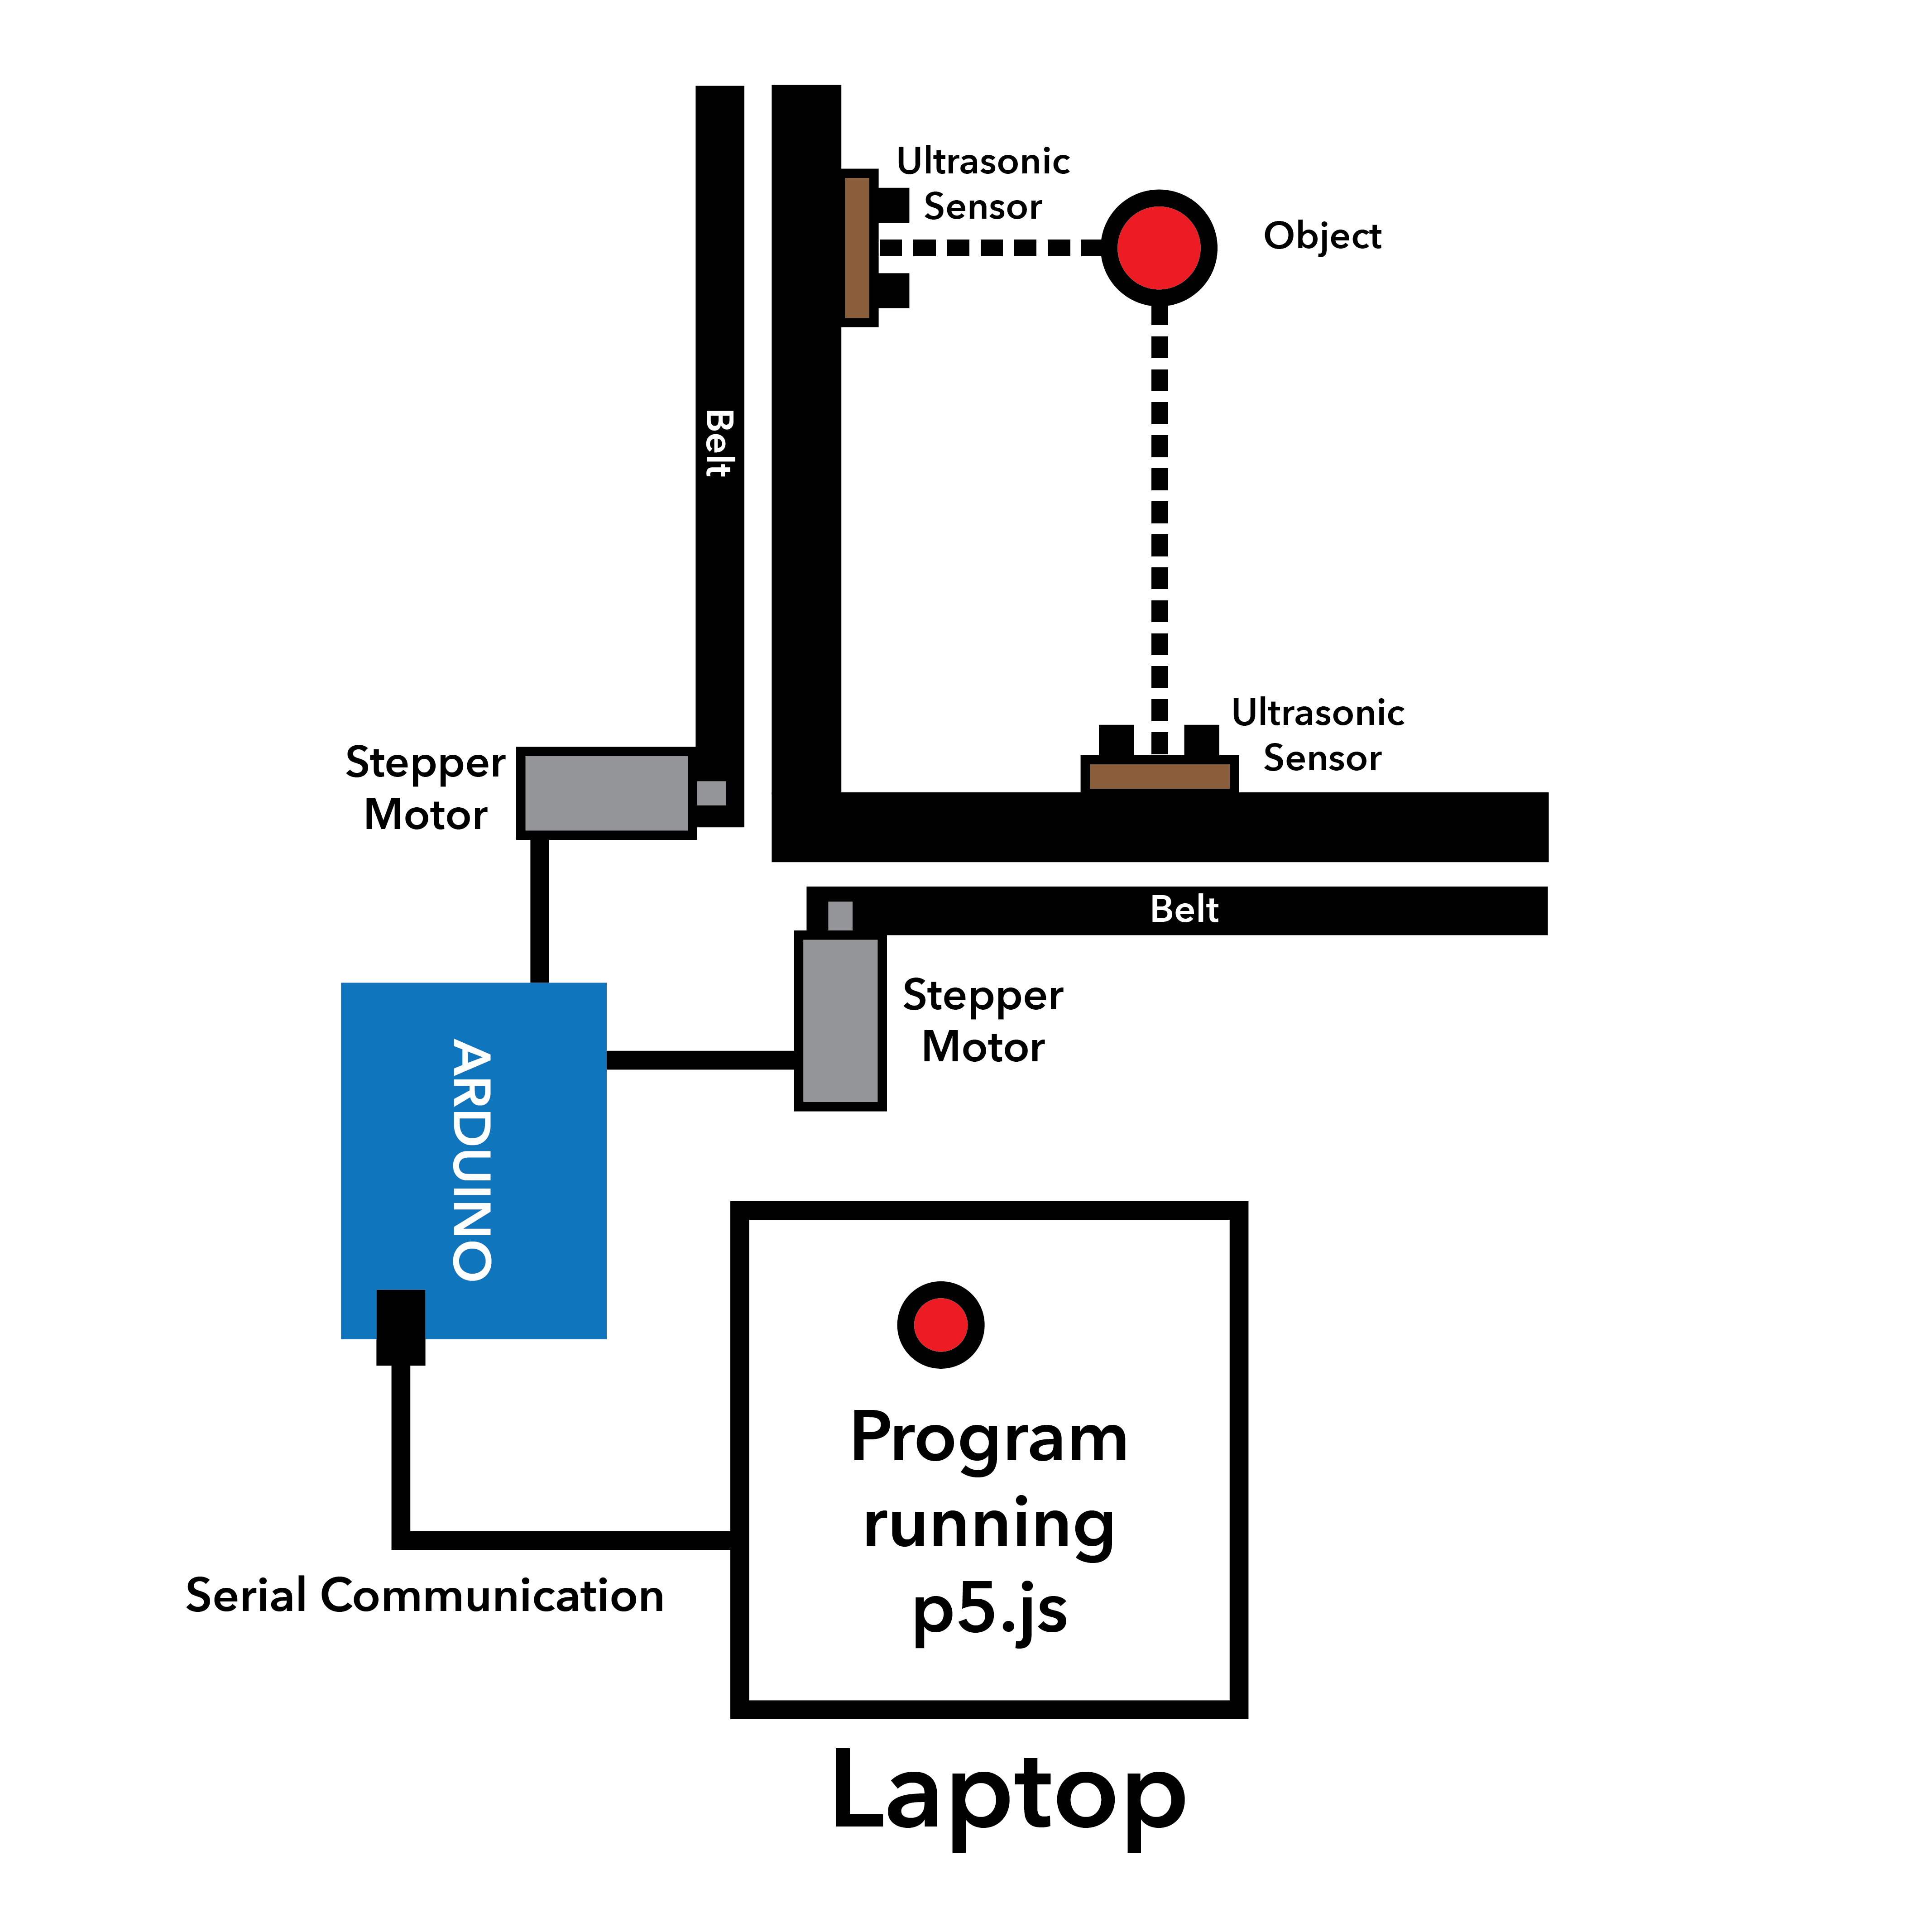 Ultrasonic
Sensor
Object
Belt
Ultrasonic
Sensor
Stepper
Motor
Belt
Stepper
Motor
ARDUINO
Program
running
p5.js
Serial Communication
Laptop